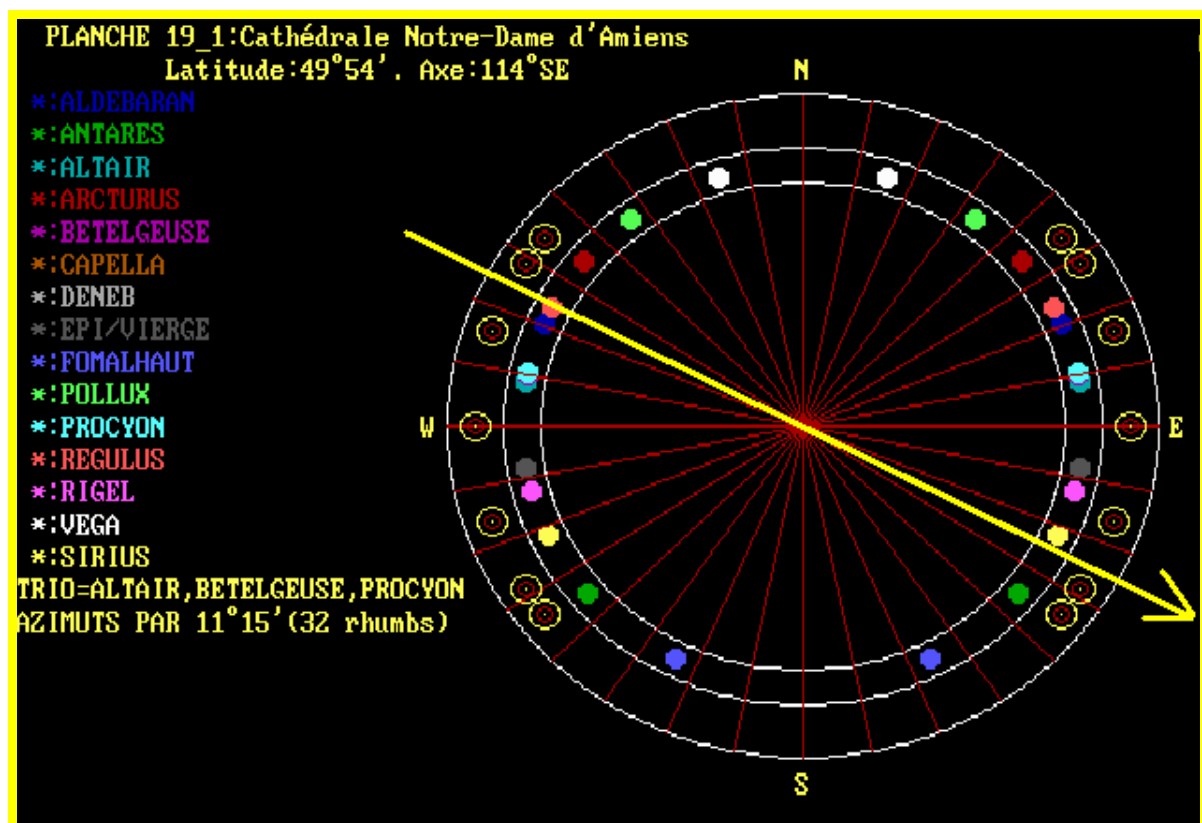 PLANCHE 19_1:Cathédrale Notre-Dame d'Amiens
Latitude:49°54'. Axe:114°SE
N
*:ALDEBARAN
*:ANTARES
*:ALTAIR
*:ARCTURUS
*:BETELGEUSE
*:CAPELLA
*:DENEB
*:EPI/VIERGE
*:FOMALHAUT
*:POLLUX
*:PROCYON
W
E
*:REGULUS
*:RIGEL
*:VEGA
*:SIRIUS
TRIO=ALTAIR,BETELGEUSE,PROCYON
AZIMUTS PAR 11°15'(32 rhumbs)
S